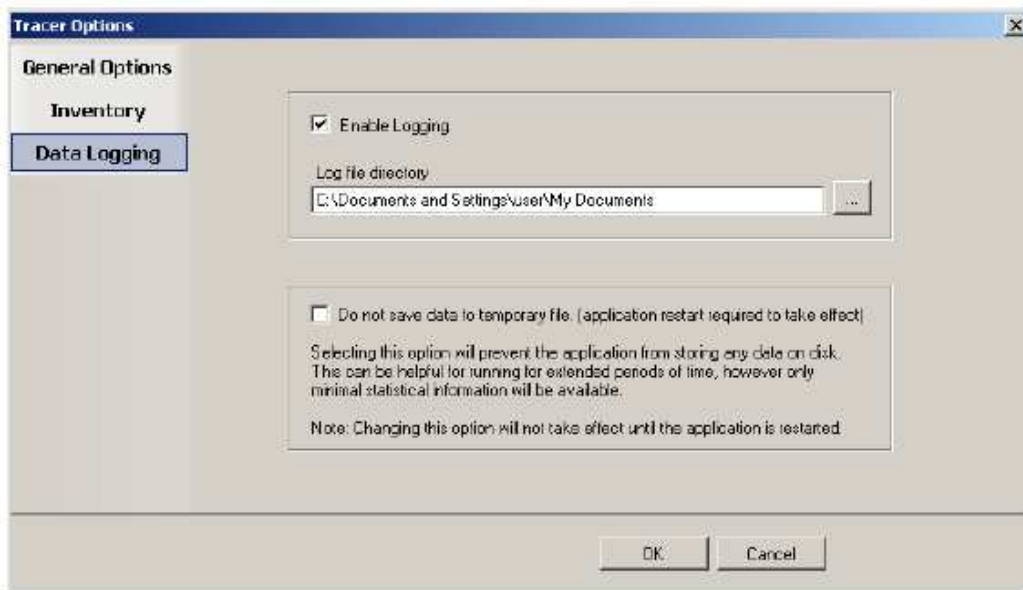 Tracer Options
General Options
Inventory
Data Logging
Enable Logging
Log file directory
C:\Documents and Settings\user\My Documents
...
Do not save data to temporary file. (application restart required to take effect)
Selecting this option will prevent the application from storing any data on disk.
This can be helpful for running for extended periods of time, however only
minimal statistical information will be available.
Note: Changing this option will not take effect until the application is restarted.
OK
Cancel